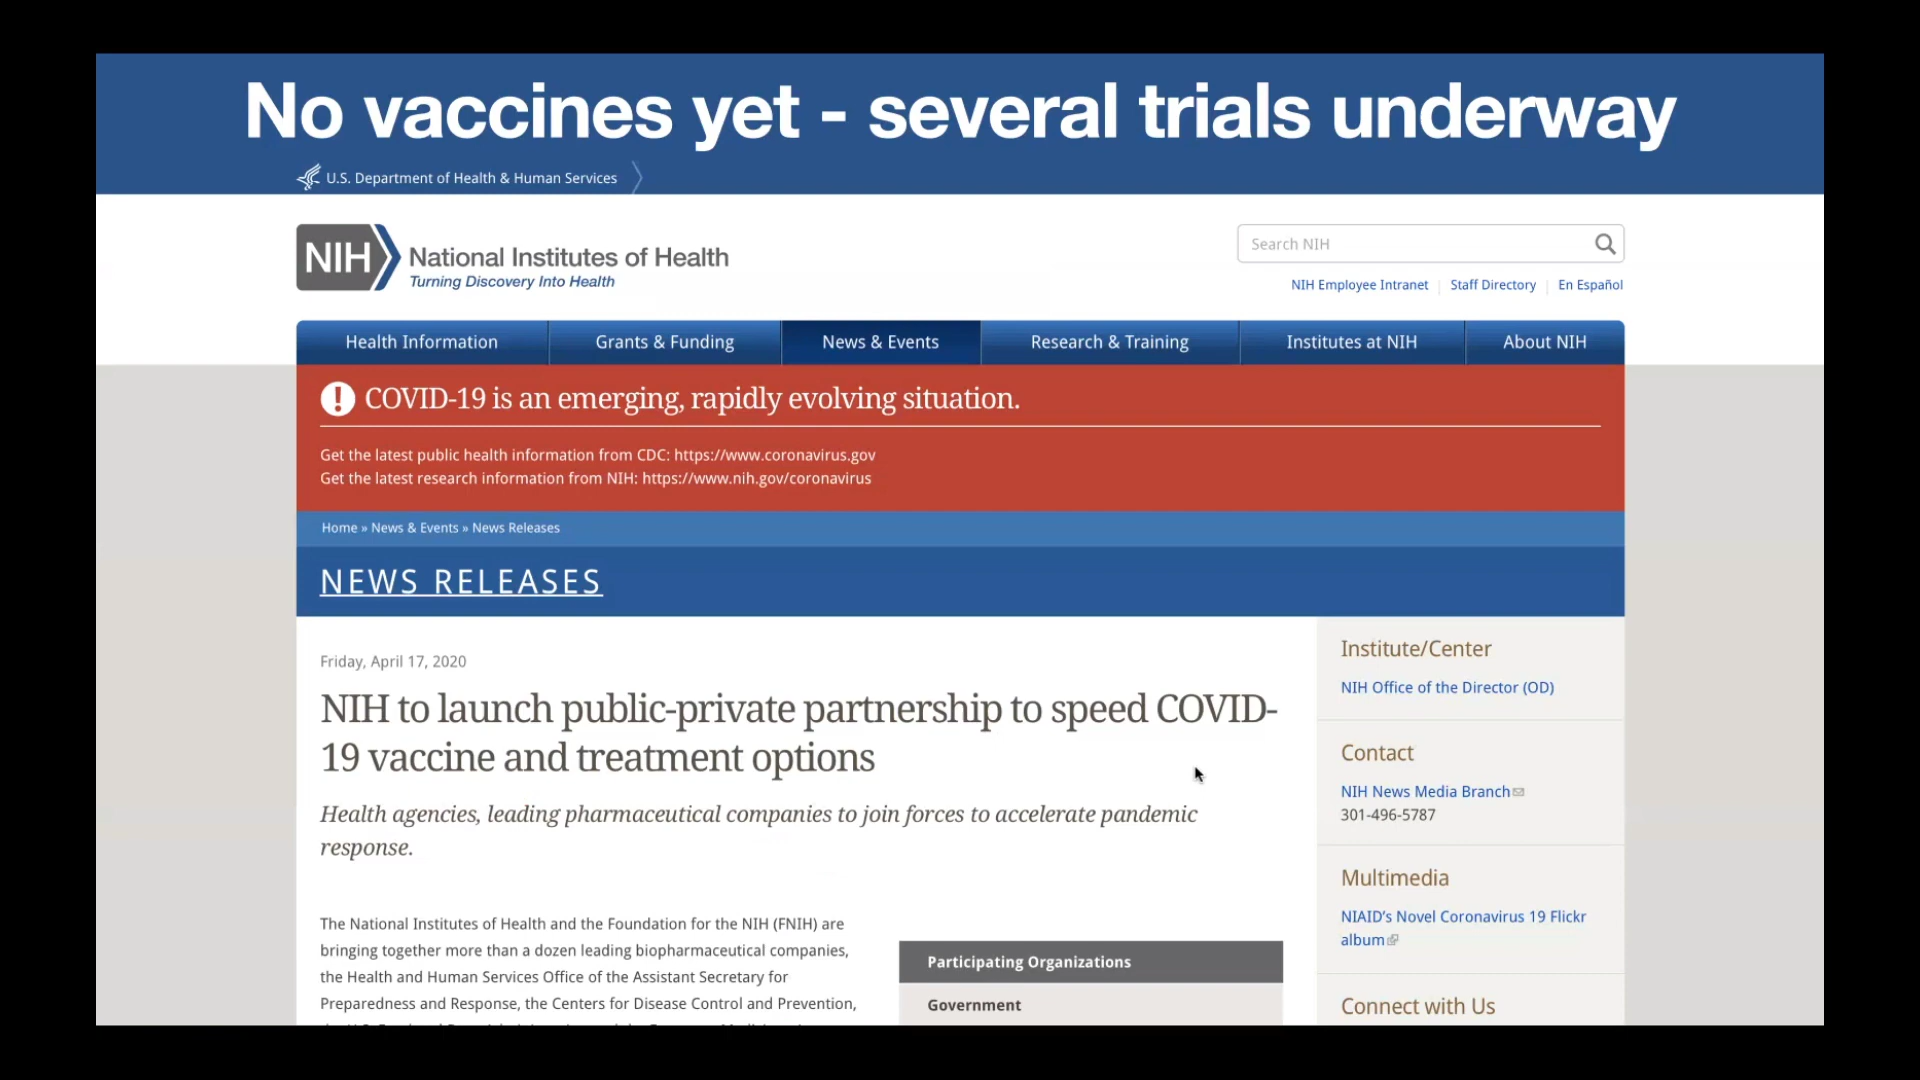 No vaccines yet - several trials underway
U.S. Department of Health & Human Services
NIH
National Institutes of Health
Turning Discovery Into Health
Search NIH
NIH Employee Intranet
Staff Directory
En Español
Health Information
Grants & Funding
News & Events
Research & Training
Institutes at NIH
About NIH
COVID-19 is an emerging, rapidly evolving situation.
Get the latest public health information from CDC: https://www.coronavirus.gov
Get the latest research information from NIH: https://www.nih.gov/coronavirus
Home » News & Events » News Releases
NEWS RELEASES
Friday, April 17, 2020
NIH to launch public-private partnership to speed COVID-
19 vaccine and treatment options
Health agencies, leading pharmaceutical companies to join forces to accelerate pandemic
response.
The National Institutes of Health and the Foundation for the NIH (FNIH) are
bringing together more than a dozen leading biopharmaceutical companies,
the Health and Human Services Office of the Assistant Secretary for
Preparedness and Response, the Centers for Disease Control and Prevention,
Participating Organizations
Government
Institute/Center
NIH Office of the Director (OD)
Contact
NIH News Media Branch
301-496-5787
Multimedia
NIAID's Novel Coronavirus 19 Flickr
album
Connect with Us